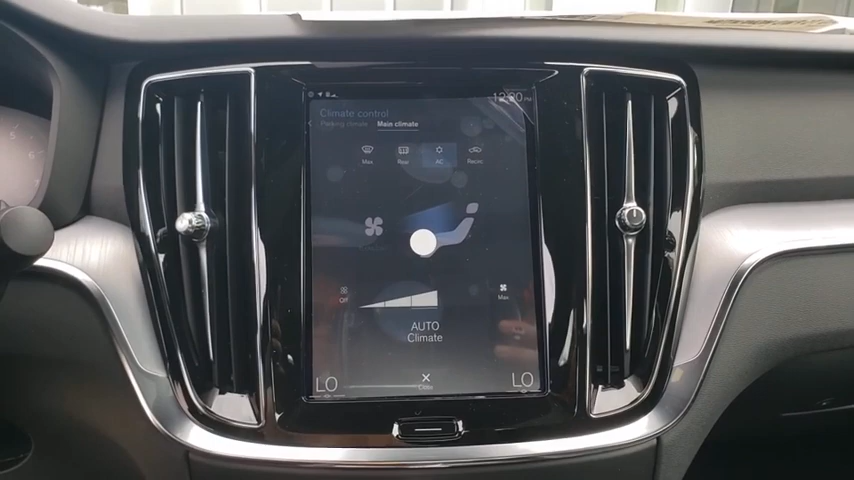 12:00 PM
Climate control
Parking climate Main climate
Max Rear AC Recirc
Off Max
AUTO
Climate
LO Close LO